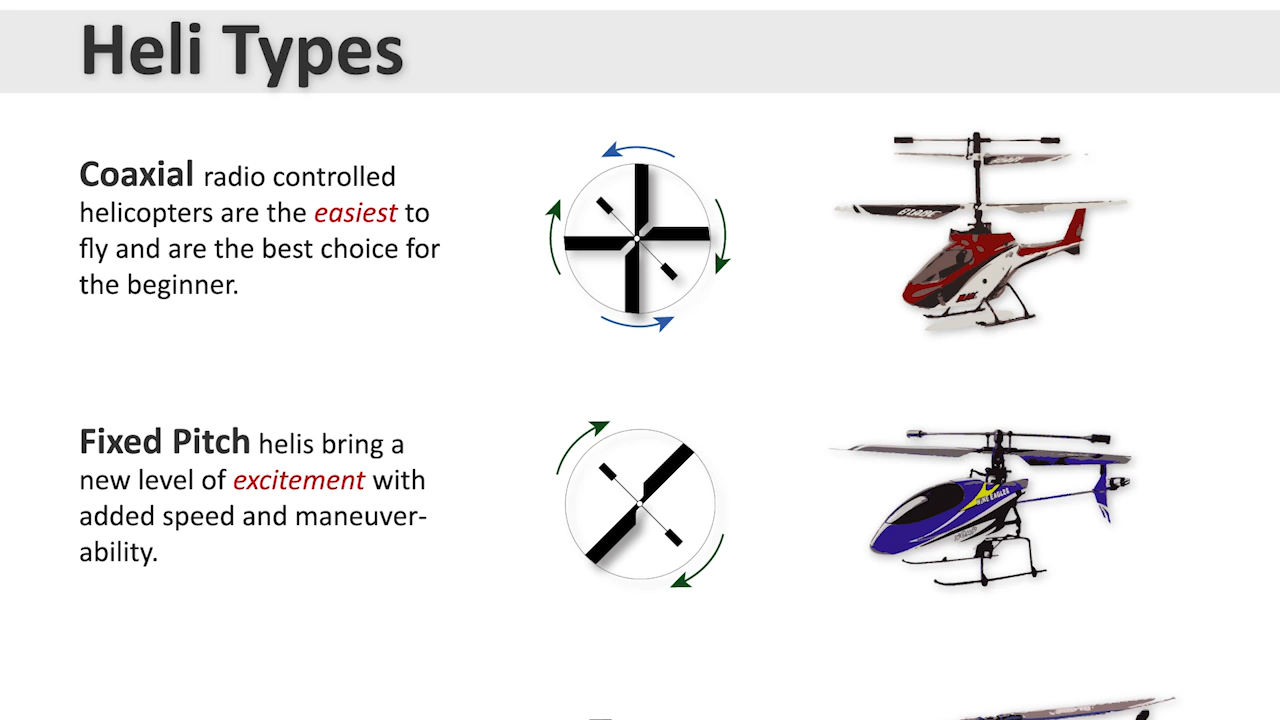 Heli Types
Coaxial radio controlled
helicopters are the easiest to
fly and are the best choice for
the beginner.
BLADE
Fixed Pitch helis bring a
new level of excitement with
added speed and maneuver-
ability.